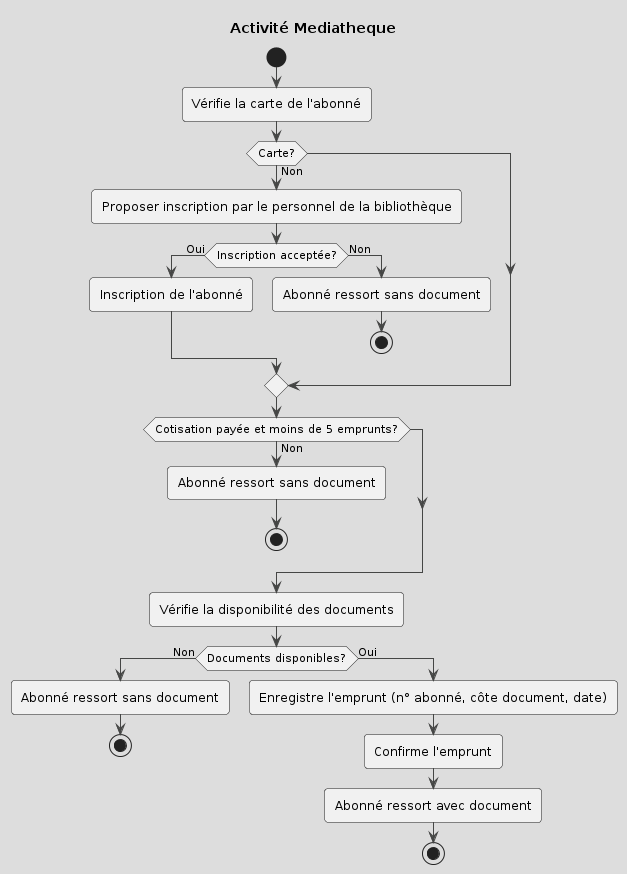 Activité Mediatheque
Vérifie la carte de l'abonné
Carte?
Non
Proposer inscription par le personnel de la bibliothèque
Oui
Inscription acceptée?
Non
Inscription de l'abonné
Abonné ressort sans document
Cotisation payée et moins de 5 emprunts?
Non
Abonné ressort sans document
Vérifie la disponibilité des documents
Non
Documents disponibles?
Oui
Abonné ressort sans document
Enregistre l'emprunt (n° abonné, côte document, date)
Confirme l'emprunt
Abonné ressort avec document